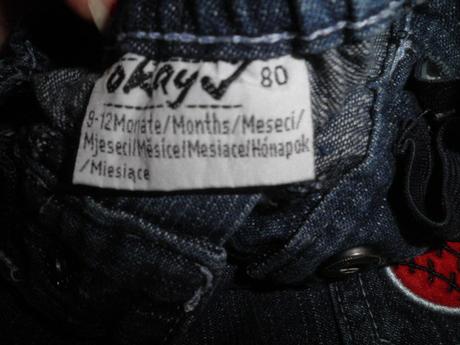 okay✓ 80
9-12Monate/Months/Meseci/
Mjeseci/Měsíce/Mesiace/Hónapok
/Miesiące